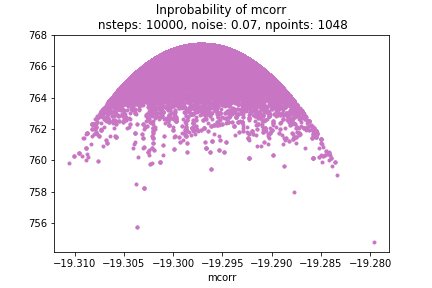 lnprobability of mcorr
nsteps: 10000, noise: 0.07, npoints: 1048
768
766
764
762
760
758
756
−19.310 −19.305 −19.300 −19.295 −19.290 −19.285 −19.280
mcorr